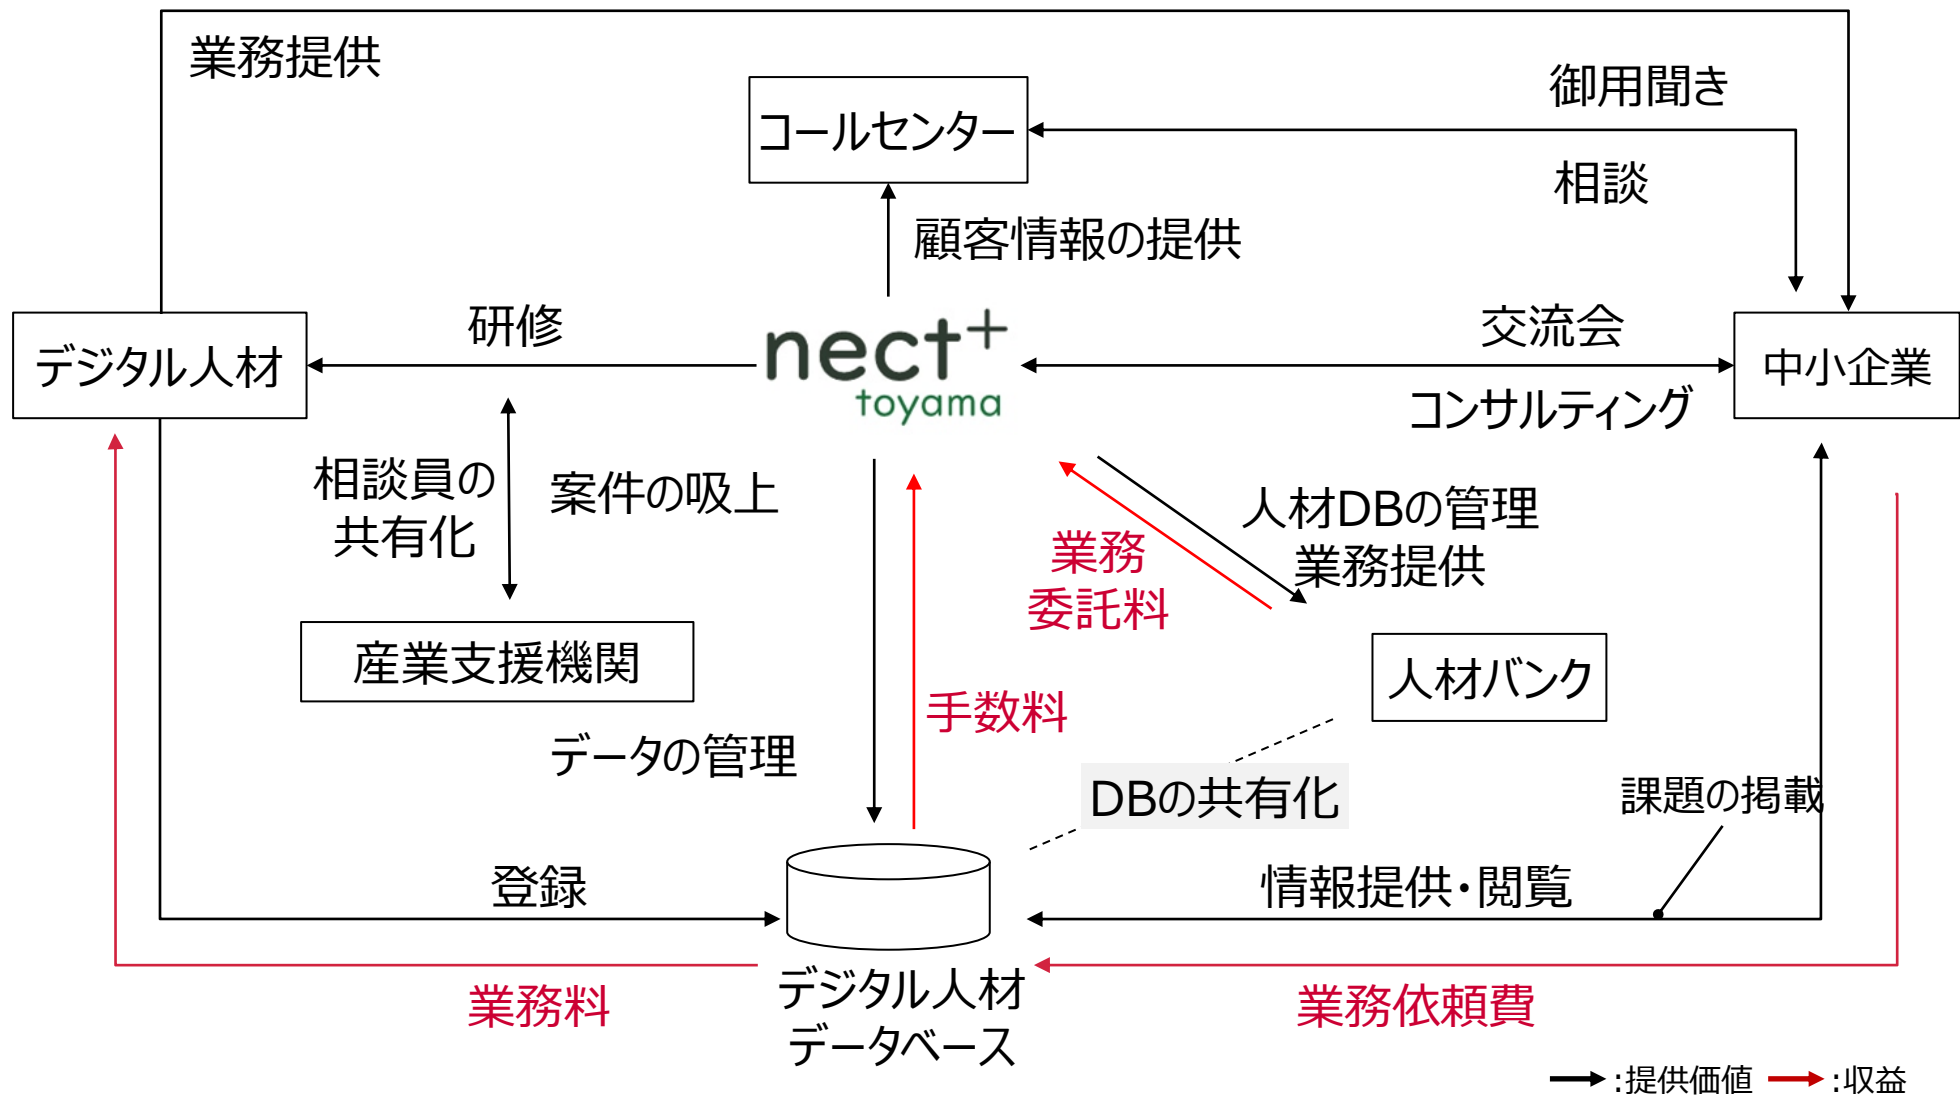 業務提供
御用聞き
コールセンター
相談
顧客情報の提供
研修
nect+
toyama
交流会
デジタル人材
中小企業
コンサルティング
相談員の
共有化
案件の吸上
人材DBの管理
業務提供
業務
委託料
産業支援機関
人材バンク
手数料
データの管理
DBの共有化
課題の掲載
登録
情報提供・閲覧
デジタル人材
データベース
業務料
業務依頼費
:提供価値
:収益